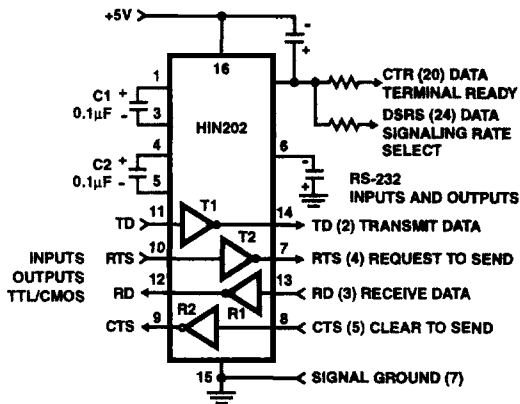 +5V
-
+
16
1
C1 +
0.1μF -
3
HIN202
CTR (20) DATA
TERMINAL READY
DSRS (24) DATA
SIGNALING RATE
SELECT
4
C2 +
0.1μF -
5
6
-
+
RS-232
INPUTS AND OUTPUTS
TD 11 T1 14 TD (2) TRANSMIT DATA
INPUTS
OUTPUTS
TTL/CMOS
RTS 10 T2 7 RTS (4) REQUEST TO SEND
RD 12 R1 13 RD (3) RECEIVE DATA
CTS 9 R2 8 CTS (5) CLEAR TO SEND
15 SIGNAL GROUND (7)